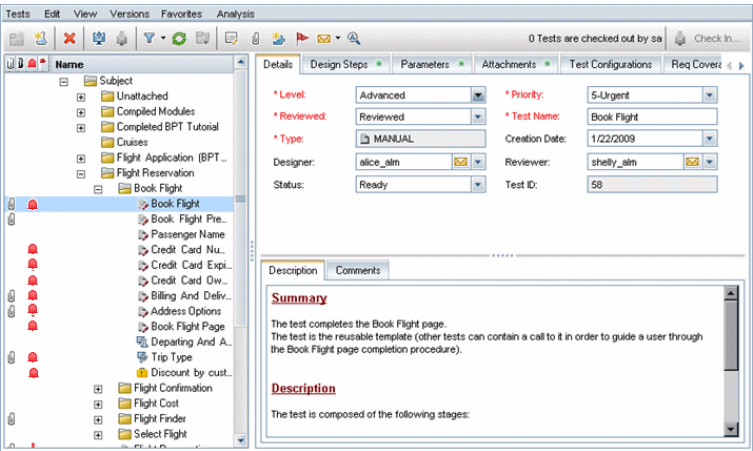 Tests Edit View Versions Favorites Analysis
0 Tests are checked out by sa Check In...
Name
Subject
Unattached
Compiled Modules
Completed BPT Tutorial
Cruises
Flight Application (BPT...
Flight Reservation
Book Flight
Book Flight
Book Flight Pre...
Passenger Name
Credit Card Nu...
Credit Card Expi...
Credit Card Ow...
Billing And Deliv...
Address Options
Book Flight Page
Departing And A...
Trip Type
Discount by cust...
Flight Confirmation
Flight Cost
Flight Finder
Select Flight
Details Design Steps * Parameters * Attachments * Test Configurations Req Covera
* Level: Advanced * Priority: 5-Urgent
* Reviewed: Reviewed * Test Name: Book Flight
* Type: MANUAL Creation Date: 1/22/2009
Designer: alice_alm Reviewer: shelly_alm
Status: Ready Test ID: 58
Description Comments
Summary
The test completes the Book Flight page.
The test is the reusable template (other tests can contain a call to it in order to guide a user through
the Book Flight page completion procedure).
Description
The test is composed of the following stages: